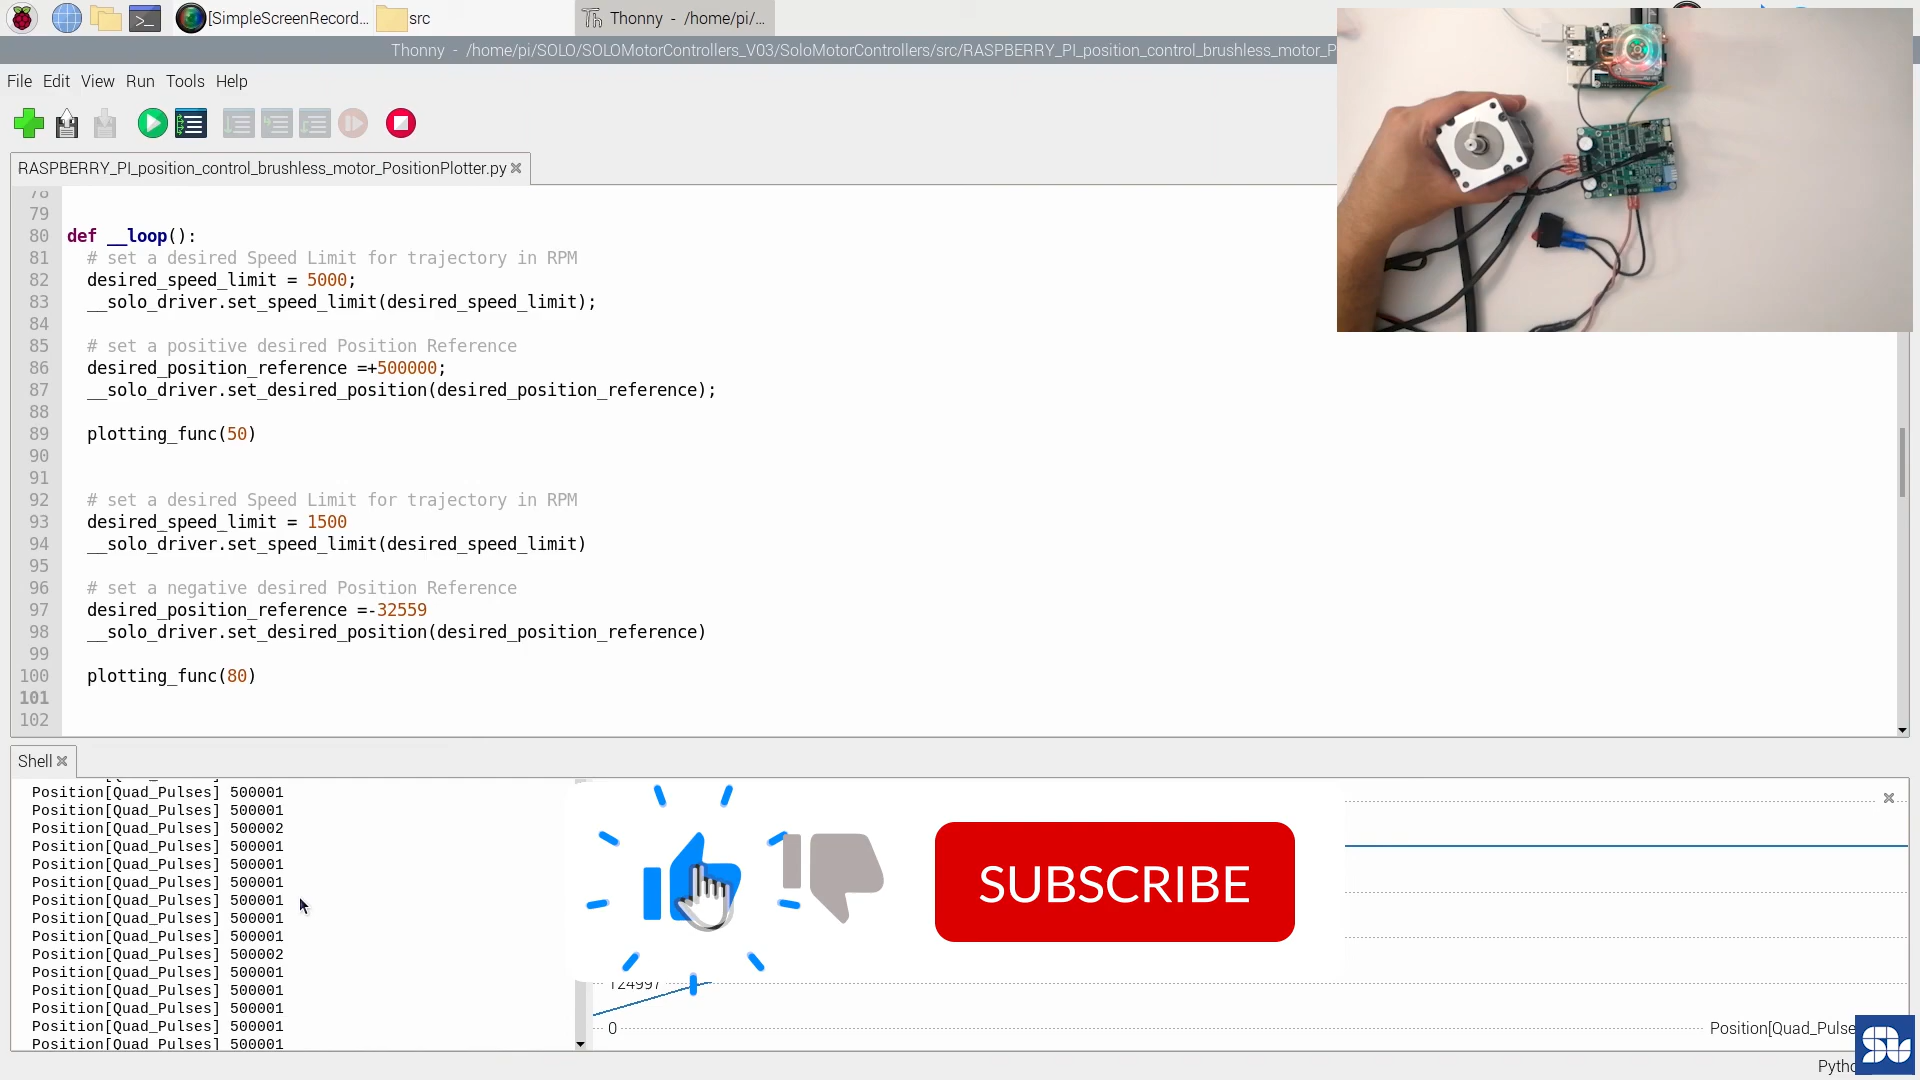 [SimpleScreenRecord...
src
Thonny - /home/pi/...
Thonny - /home/pi/SOLO/SOLOMotorControllers_V03/SoloMotorControllers/src/RASPBERRY_PI_position_control_brushless_motor_P
File Edit View Run Tools Help
RASPBERRY_PI_position_control_brushless_motor_PositionPlotter.py
78
79
80 def __loop():
81 # set a desired Speed Limit for trajectory in RPM
82 desired_speed_limit = 5000;
83 __solo_driver.set_speed_limit(desired_speed_limit);
84
85 # set a positive desired Position Reference
86 desired_position_reference =+500000;
87 __solo_driver.set_desired_position(desired_position_reference);
88
89 plotting_func(50)
90
91
92 # set a desired Speed Limit for trajectory in RPM
93 desired_speed_limit = 1500
94 __solo_driver.set_speed_limit(desired_speed_limit)
95
96 # set a negative desired Position Reference
97 desired_position_reference =-32559
98 __solo_driver.set_desired_position(desired_position_reference)
99
100 plotting_func(80)
101
102
Shell
Position[Quad_Pulses] 500001
Position[Quad_Pulses] 500001
Position[Quad_Pulses] 500002
Position[Quad_Pulses] 500001
Position[Quad_Pulses] 500001
Position[Quad_Pulses] 500001
Position[Quad_Pulses] 500001
Position[Quad_Pulses] 500001
Position[Quad_Pulses] 500001
Position[Quad_Pulses] 500002
Position[Quad_Pulses] 500001
Position[Quad_Pulses] 500001
Position[Quad_Pulses] 500001
Position[Quad_Pulses] 500001
Position[Quad_Pulses] 500001
SUBSCRIBE
124997
0
Position[Quad_Pulse
Pytho